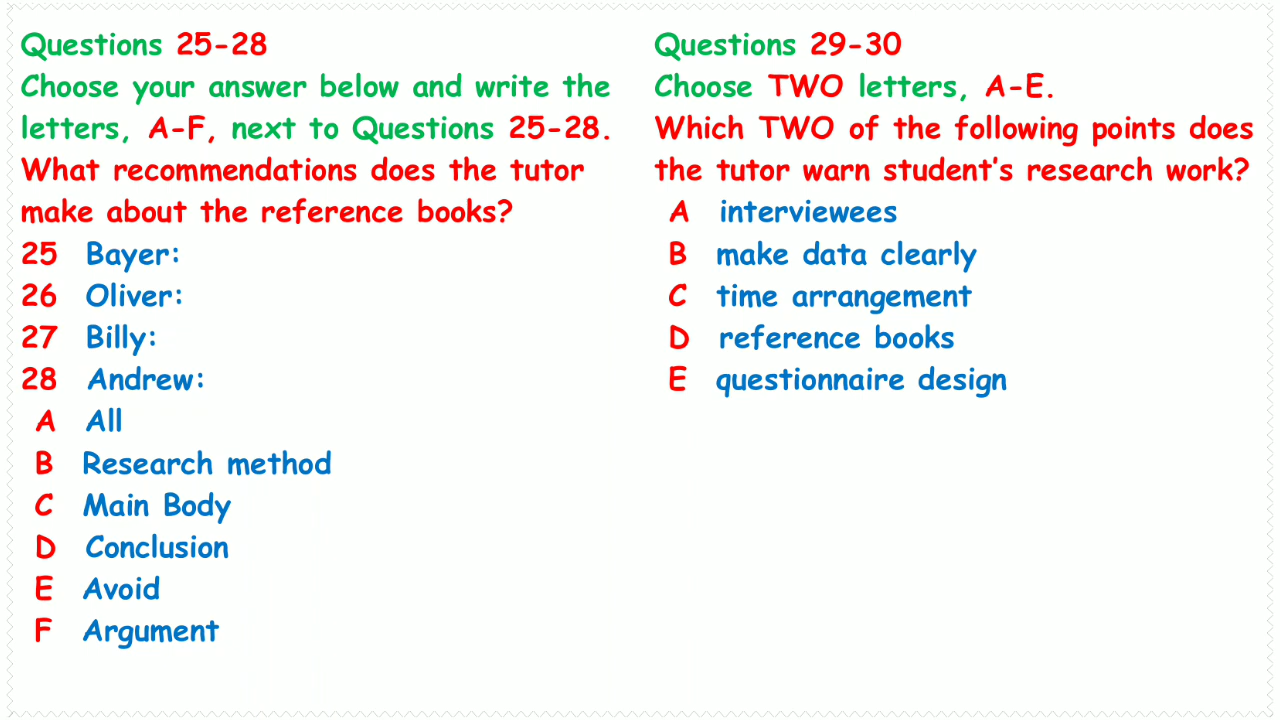 Questions 25-28
Choose your answer below and write the
letters, A-F, next to Questions 25-28.
What recommendations does the tutor
make about the reference books?
25 Bayer:
26 Oliver:
27 Billy:
28 Andrew:
A All
B Research method
C Main Body
D Conclusion
E Avoid
F Argument
Questions 29-30
Choose TWO letters, A-E.
Which TWO of the following points does
the tutor warn student's research work?
A interviewees
B make data clearly
C time arrangement
D reference books
E questionnaire design